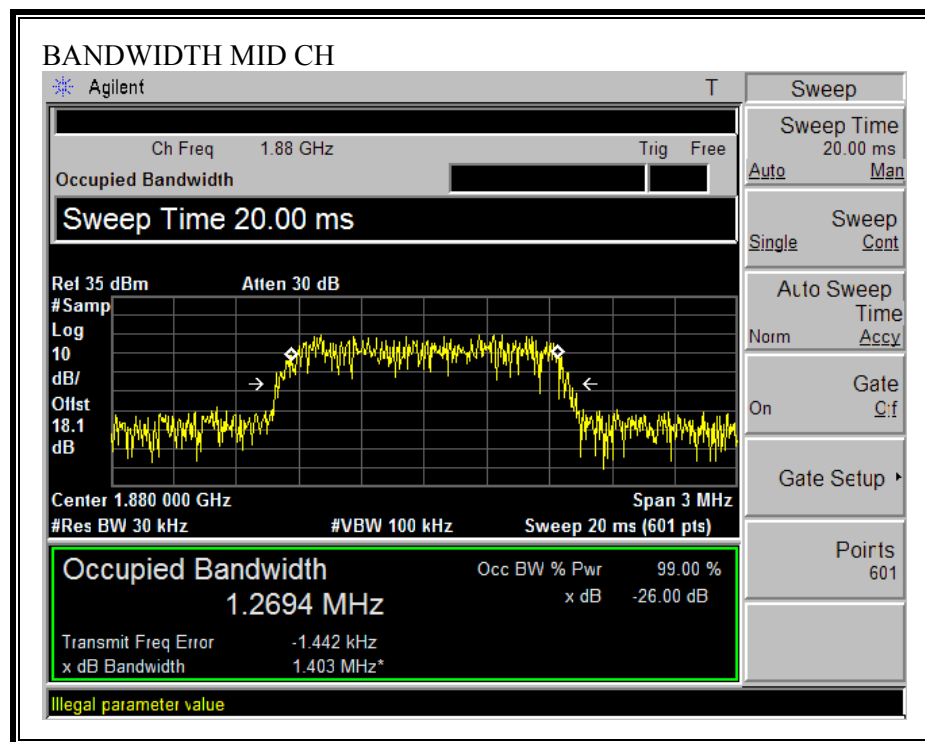 BANDWIDTH MID CH
Agilent T
Ch Freq 1.88 GHz Trig Free
Occupied Bandwidth
Sweep Time 20.00 ms
Ref 35 dBm Atten 30 dB
#Samp
Log
10
dB/
Offst
18.1
dB
Center 1.880 000 GHz Span 3 MHz
#Res BW 30 kHz #VBW 100 kHz Sweep 20 ms (601 pts)
Occupied Bandwidth Occ BW % Pwr 99.00 %
1.2694 MHz x dB -26.00 dB
Transmit Freq Error -1.442 kHz
x dB Bandwidth 1.403 MHz*
Illegal parameter value
Sweep
Sweep Time
20.00 ms
Auto Man
Sweep
Single Cont
Auto Sweep
Time
Norm Accy
Gate
On Off
Gate Setup
Points
601